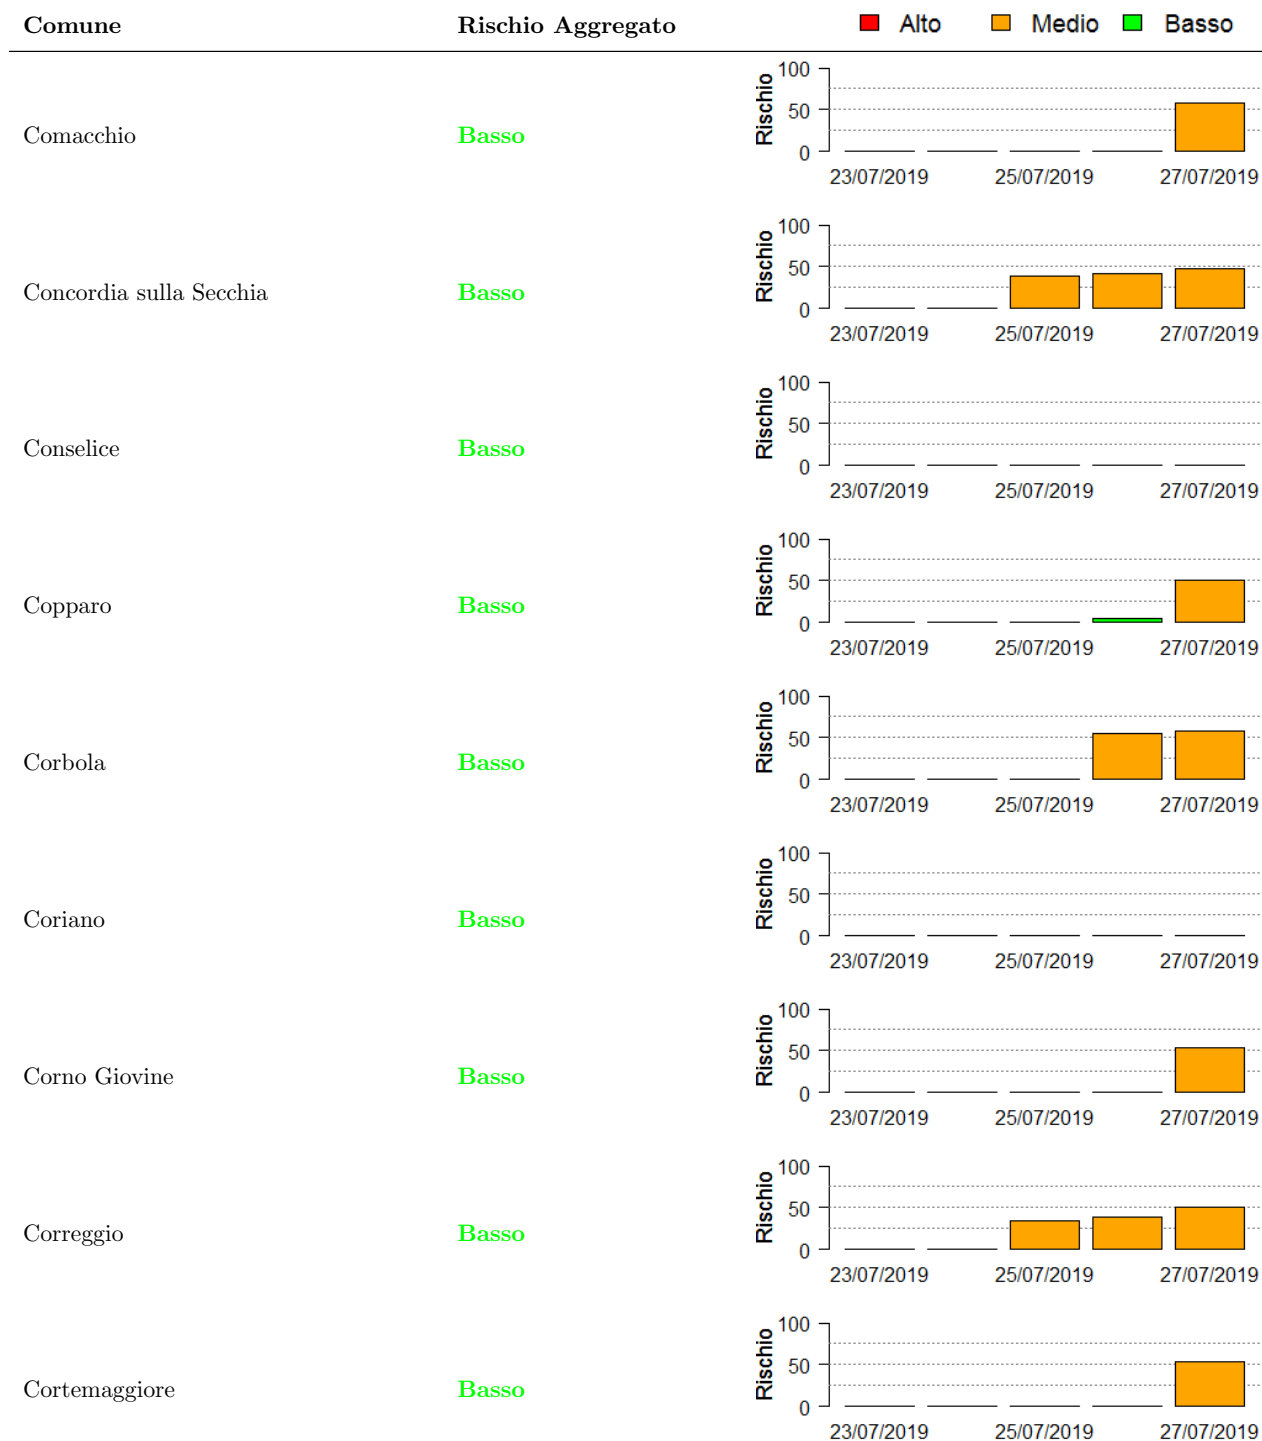 Comune Rischio Aggregato Alto Medio Basso
100
50
0
Rischio
Comacchio Basso
23/07/2019 25/07/2019 27/07/2019
100
50
0
Rischio
Concordia sulla Secchia Basso
23/07/2019 25/07/2019 27/07/2019
100
50
0
Rischio
Conselice Basso
23/07/2019 25/07/2019 27/07/2019
100
50
0
Rischio
Copparo Basso
23/07/2019 25/07/2019 27/07/2019
100
50
0
Rischio
Corbola Basso
23/07/2019 25/07/2019 27/07/2019
100
50
0
Rischio
Coriano Basso
23/07/2019 25/07/2019 27/07/2019
100
50
0
Rischio
Corno Giovine Basso
23/07/2019 25/07/2019 27/07/2019
100
50
0
Rischio
Correggio Basso
23/07/2019 25/07/2019 27/07/2019
100
50
0
Rischio
Cortemaggiore Basso
23/07/2019 25/07/2019 27/07/2019